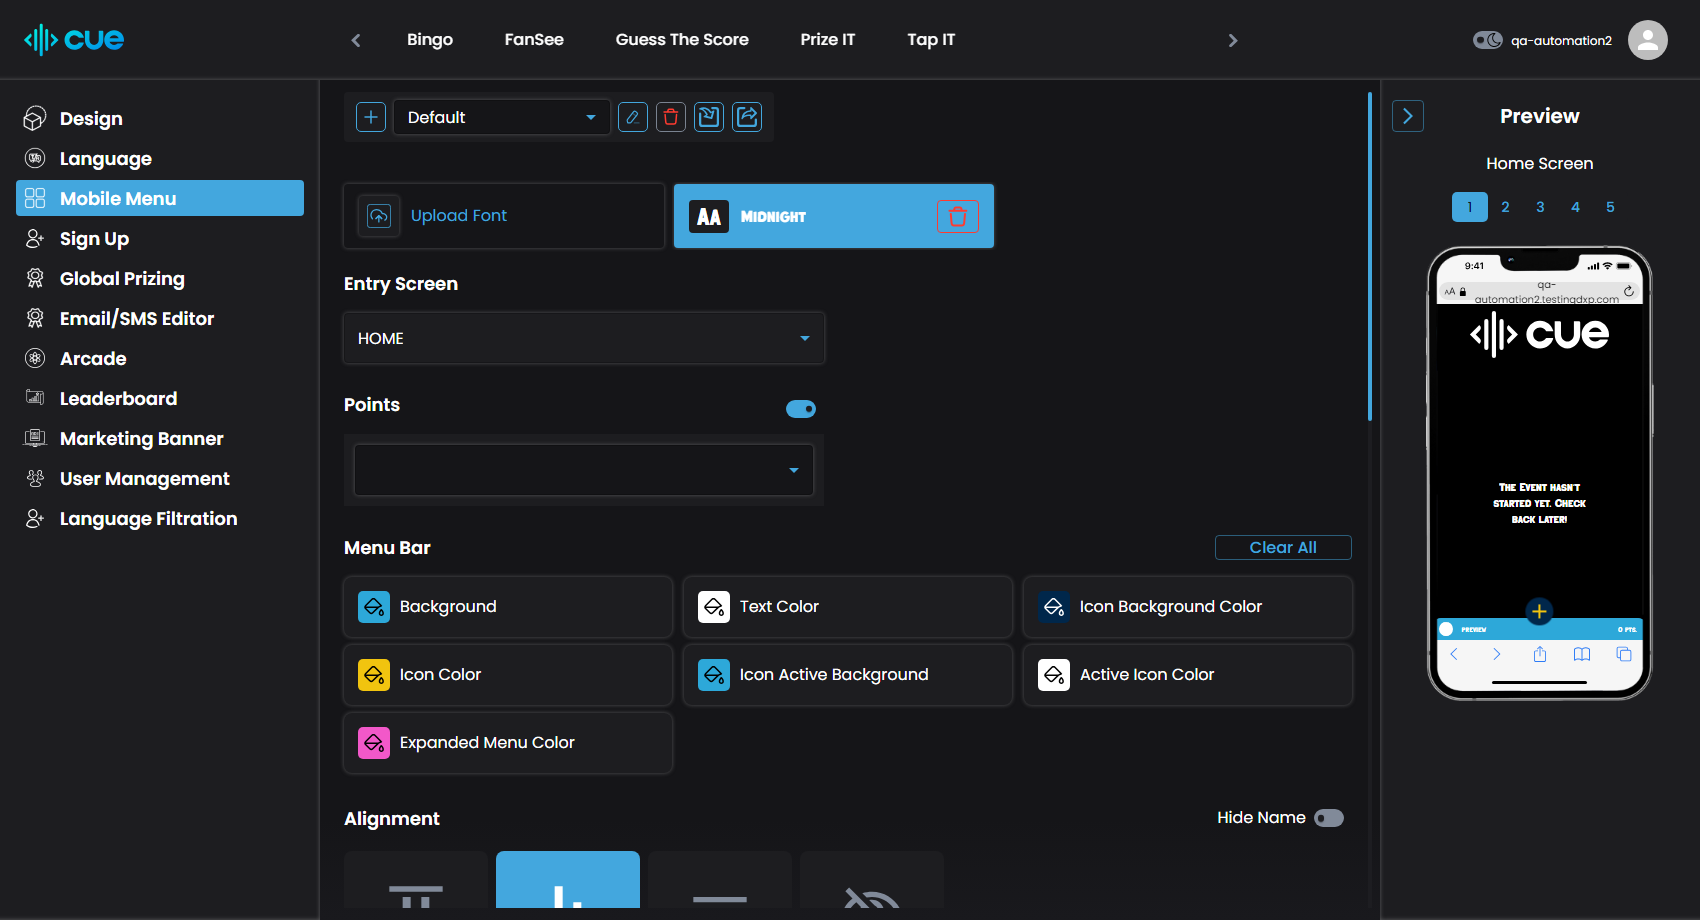 cue
Bingo
FanSee
Guess The Score
Prize IT
Tap IT
qa-automation2
Design
Language
Mobile Menu
Sign Up
Global Prizing
Email/SMS Editor
Arcade
Leaderboard
Marketing Banner
User Management
Language Filtration
Default
Upload Font
AA MIDNIGHT
Entry Screen
HOME
Points
Menu Bar
Clear All
Background
Text Color
Icon Background Color
Icon Color
Icon Active Background
Active Icon Color
Expanded Menu Color
Alignment
Hide Name
Preview
Home Screen
1 2 3 4 5
9:41
AA
qa-
automation2.testingdxp.com
cue
THE EVENT HASN'T
STARTED YET. CHECK
BACK LATER!
PREVIEW
0 PTS.